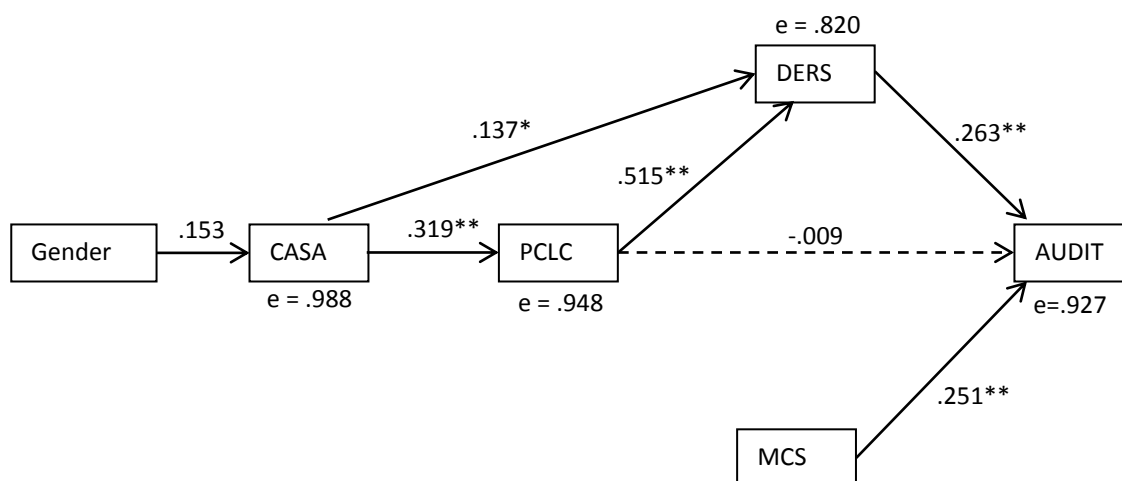 e = .820
DERS
.137*
.263**
.515**
Gender
.153
CASA
.319**
PCLC
-.009
AUDIT
e = .988
e = .948
e=.927
.251**
MCS